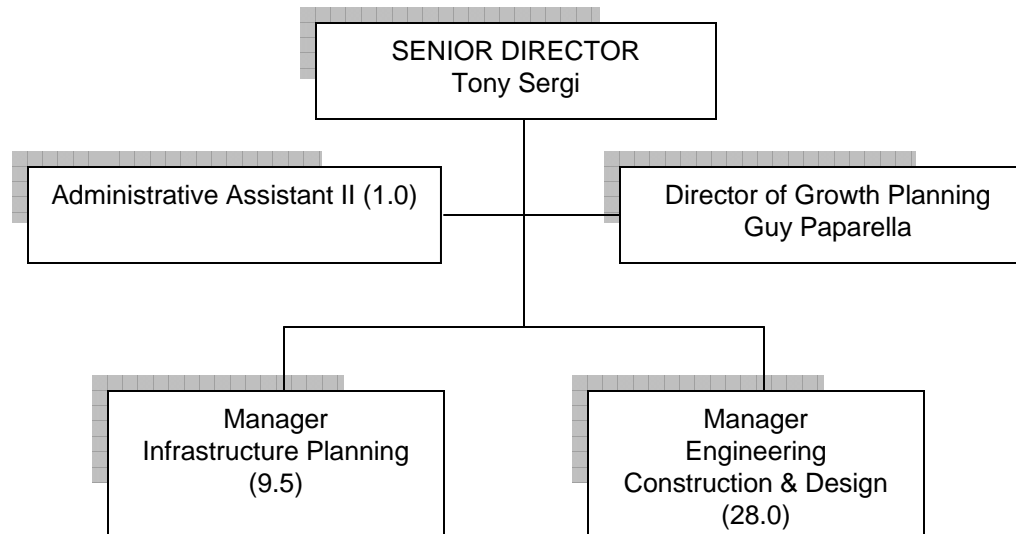 SENIOR DIRECTOR
Tony Sergi
Administrative Assistant II (1.0)
Director of Growth Planning
Guy Paparella
Manager
Infrastructure Planning
(9.5)
Manager
Engineering
Construction & Design
(28.0)